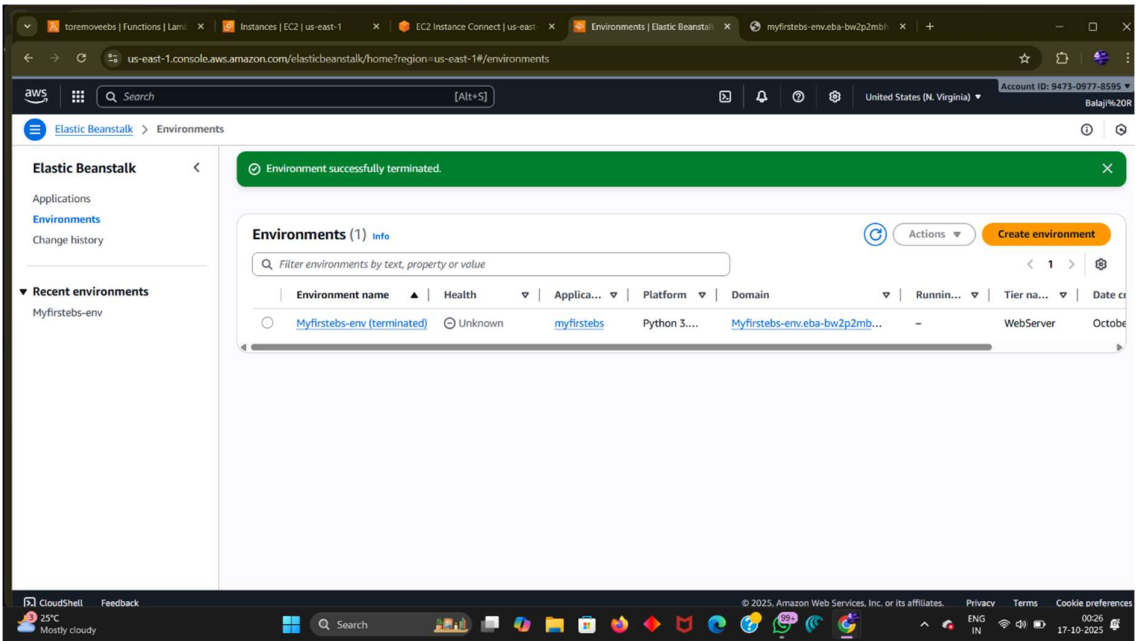 toremoveebs | Functions | Lam
Instances | EC2 | us-east-1
EC2 Instance Connect | us-east-
Environments | Elastic Beanstal
myfirstebs-env.eba-bw2p2mbh
us-east-1.console.aws.amazon.com/elasticbeanstalk/home?region=us-east-1#/environments
aws
Search
[Alt+S]
United States (N. Virginia)
Account ID: 9473-0977-8595
Balaji%20R
Elastic Beanstalk > Environments
Elastic Beanstalk
Applications
Environments
Change history
Recent environments
Myfirstebs-env
Environment successfully terminated.
Environments (1) Info
Actions
Create environment
Filter environments by text, property or value
1
Environment name Health Applica... Platform Domain Runnin... Tier na... Date cr
Myfirstebs-env (terminated) Unknown myfirstebs Python 3.... Myfirstebs-env.eba-bw2p2mb... – WebServer Octobe
CloudShell Feedback © 2025, Amazon Web Services, Inc. or its affiliates. Privacy Terms Cookie preferences
3
25°C
Mostly cloudy
Search
99+
ENG
IN
00:26
17-10-2025